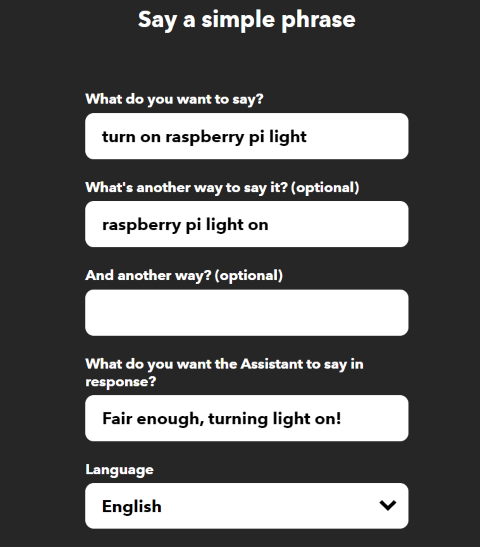 Say a simple phrase
What do you want to say?
turn on raspberry pi light
What's another way to say it? (optional)
raspberry pi light on
And another way? (optional)
What do you want the Assistant to say in
response?
Fair enough, turning light on!
Language
English